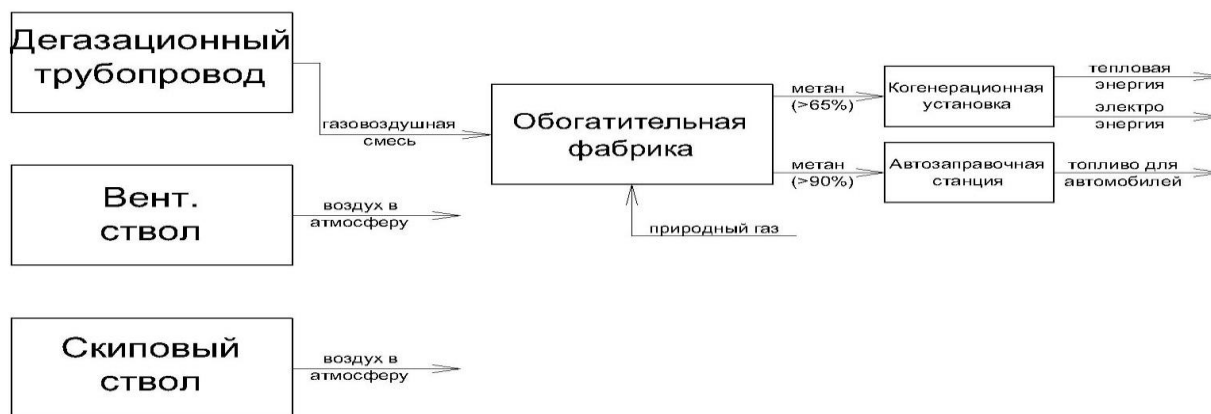 Дегазационный
трубопровод
газовоздушная
смесь
Обогатительная
фабрика
метан
(>65%)
Когенерационная
установка
тепловая
энергия
электро
энергия
метан
(>90%)
Автозаправочная
станция
топливо для
автомобилей
природный газ
Вент.
ствол
воздух в
атмосферу
Скиповый
ствол
воздух в
атмосферу